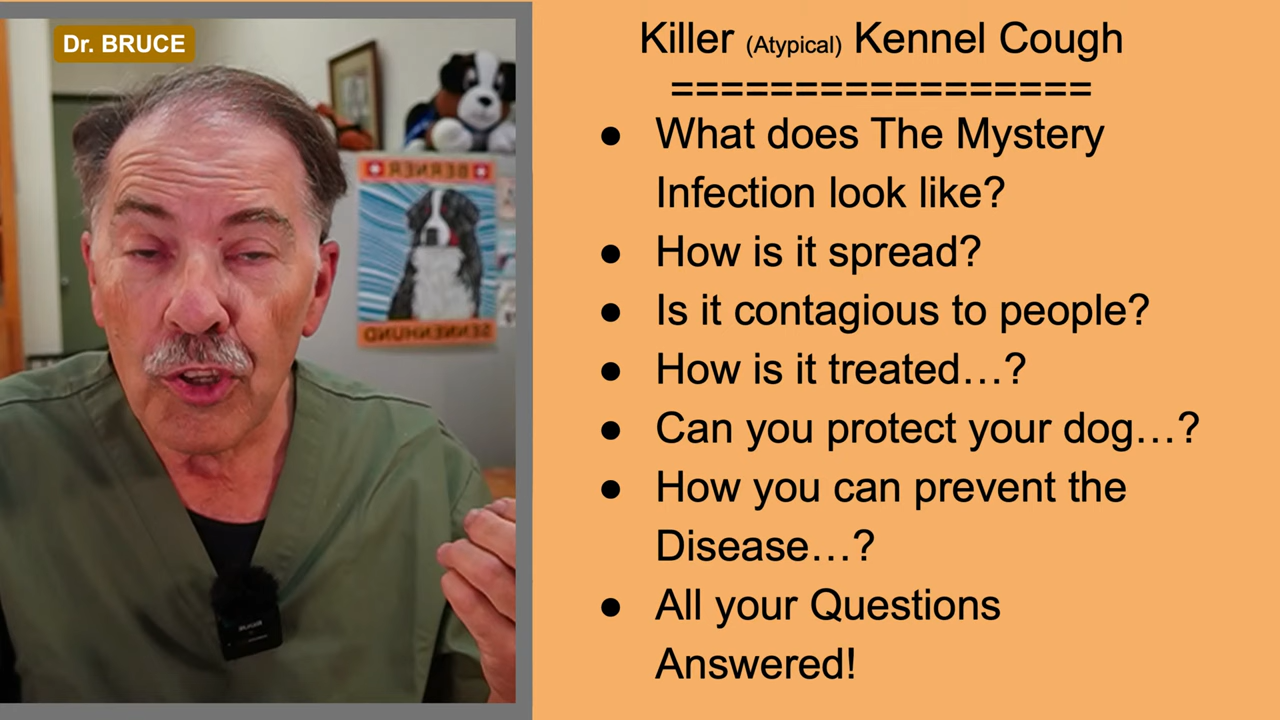 Dr. BRUCE
BERNER
SENNENHUND
Killer (Atypical) Kennel Cough
=================
● What does The Mystery
Infection look like?
● How is it spread?
● Is it contagious to people?
● How is it treated…?
● Can you protect your dog…?
● How you can prevent the
Disease…?
● All your Questions
Answered!